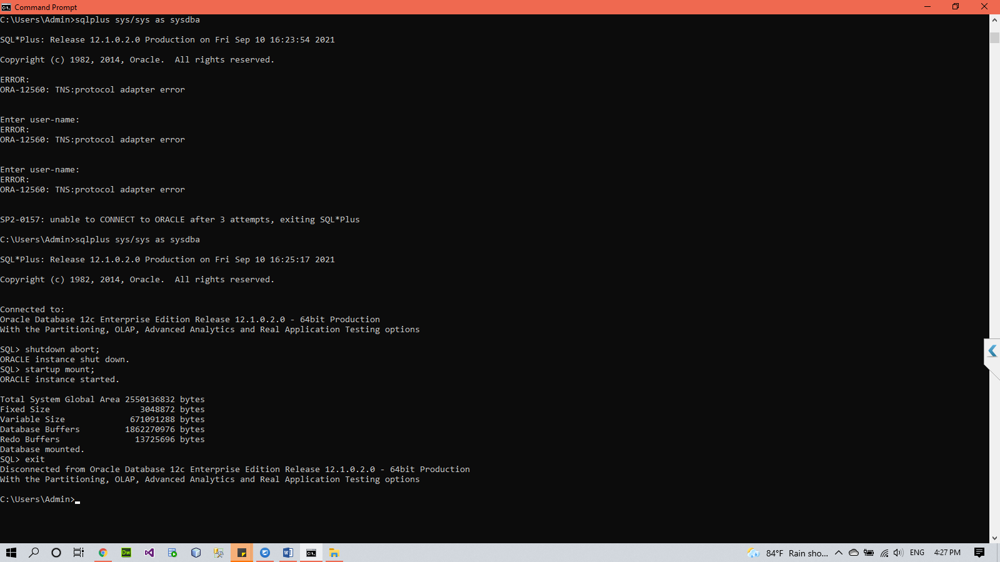 Command Prompt
C:\Users\Admin>sqlplus sys/sys as sysdba
SQL*Plus: Release 12.1.0.2.0 Production on Fri Sep 10 16:23:54 2021
Copyright (c) 1982, 2014, Oracle.  All rights reserved.
ERROR:
ORA-12560: TNS:protocol adapter error
Enter user-name:
ERROR:
ORA-12560: TNS:protocol adapter error
Enter user-name:
ERROR:
ORA-12560: TNS:protocol adapter error
SP2-0157: unable to CONNECT to ORACLE after 3 attempts, exiting SQL*Plus
C:\Users\Admin>sqlplus sys/sys as sysdba
SQL*Plus: Release 12.1.0.2.0 Production on Fri Sep 10 16:25:17 2021
Copyright (c) 1982, 2014, Oracle.  All rights reserved.
Connected to:
Oracle Database 12c Enterprise Edition Release 12.1.0.2.0 - 64bit Production
With the Partitioning, OLAP, Advanced Analytics and Real Application Testing options
SQL> shutdown abort;
ORACLE instance shut down.
SQL> startup mount;
ORACLE instance started.
Total System Global Area 2550136832 bytes
Fixed Size                  3048872 bytes
Variable Size             671091288 bytes
Database Buffers         1862270976 bytes
Redo Buffers               13725696 bytes
Database mounted.
SQL> exit
Disconnected from Oracle Database 12c Enterprise Edition Release 12.1.0.2.0 - 64bit Production
With the Partitioning, OLAP, Advanced Analytics and Real Application Testing options
C:\Users\Admin>
Dw
84°F Rain sho... ENG 4:27 PM